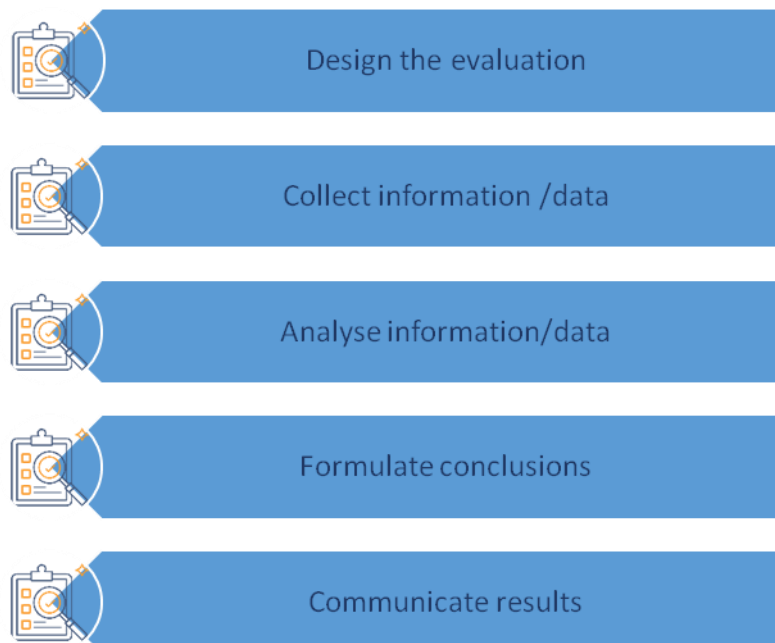 Design the evaluation
Collect information /data
Analyse information/data
Formulate conclusions
Communicate results